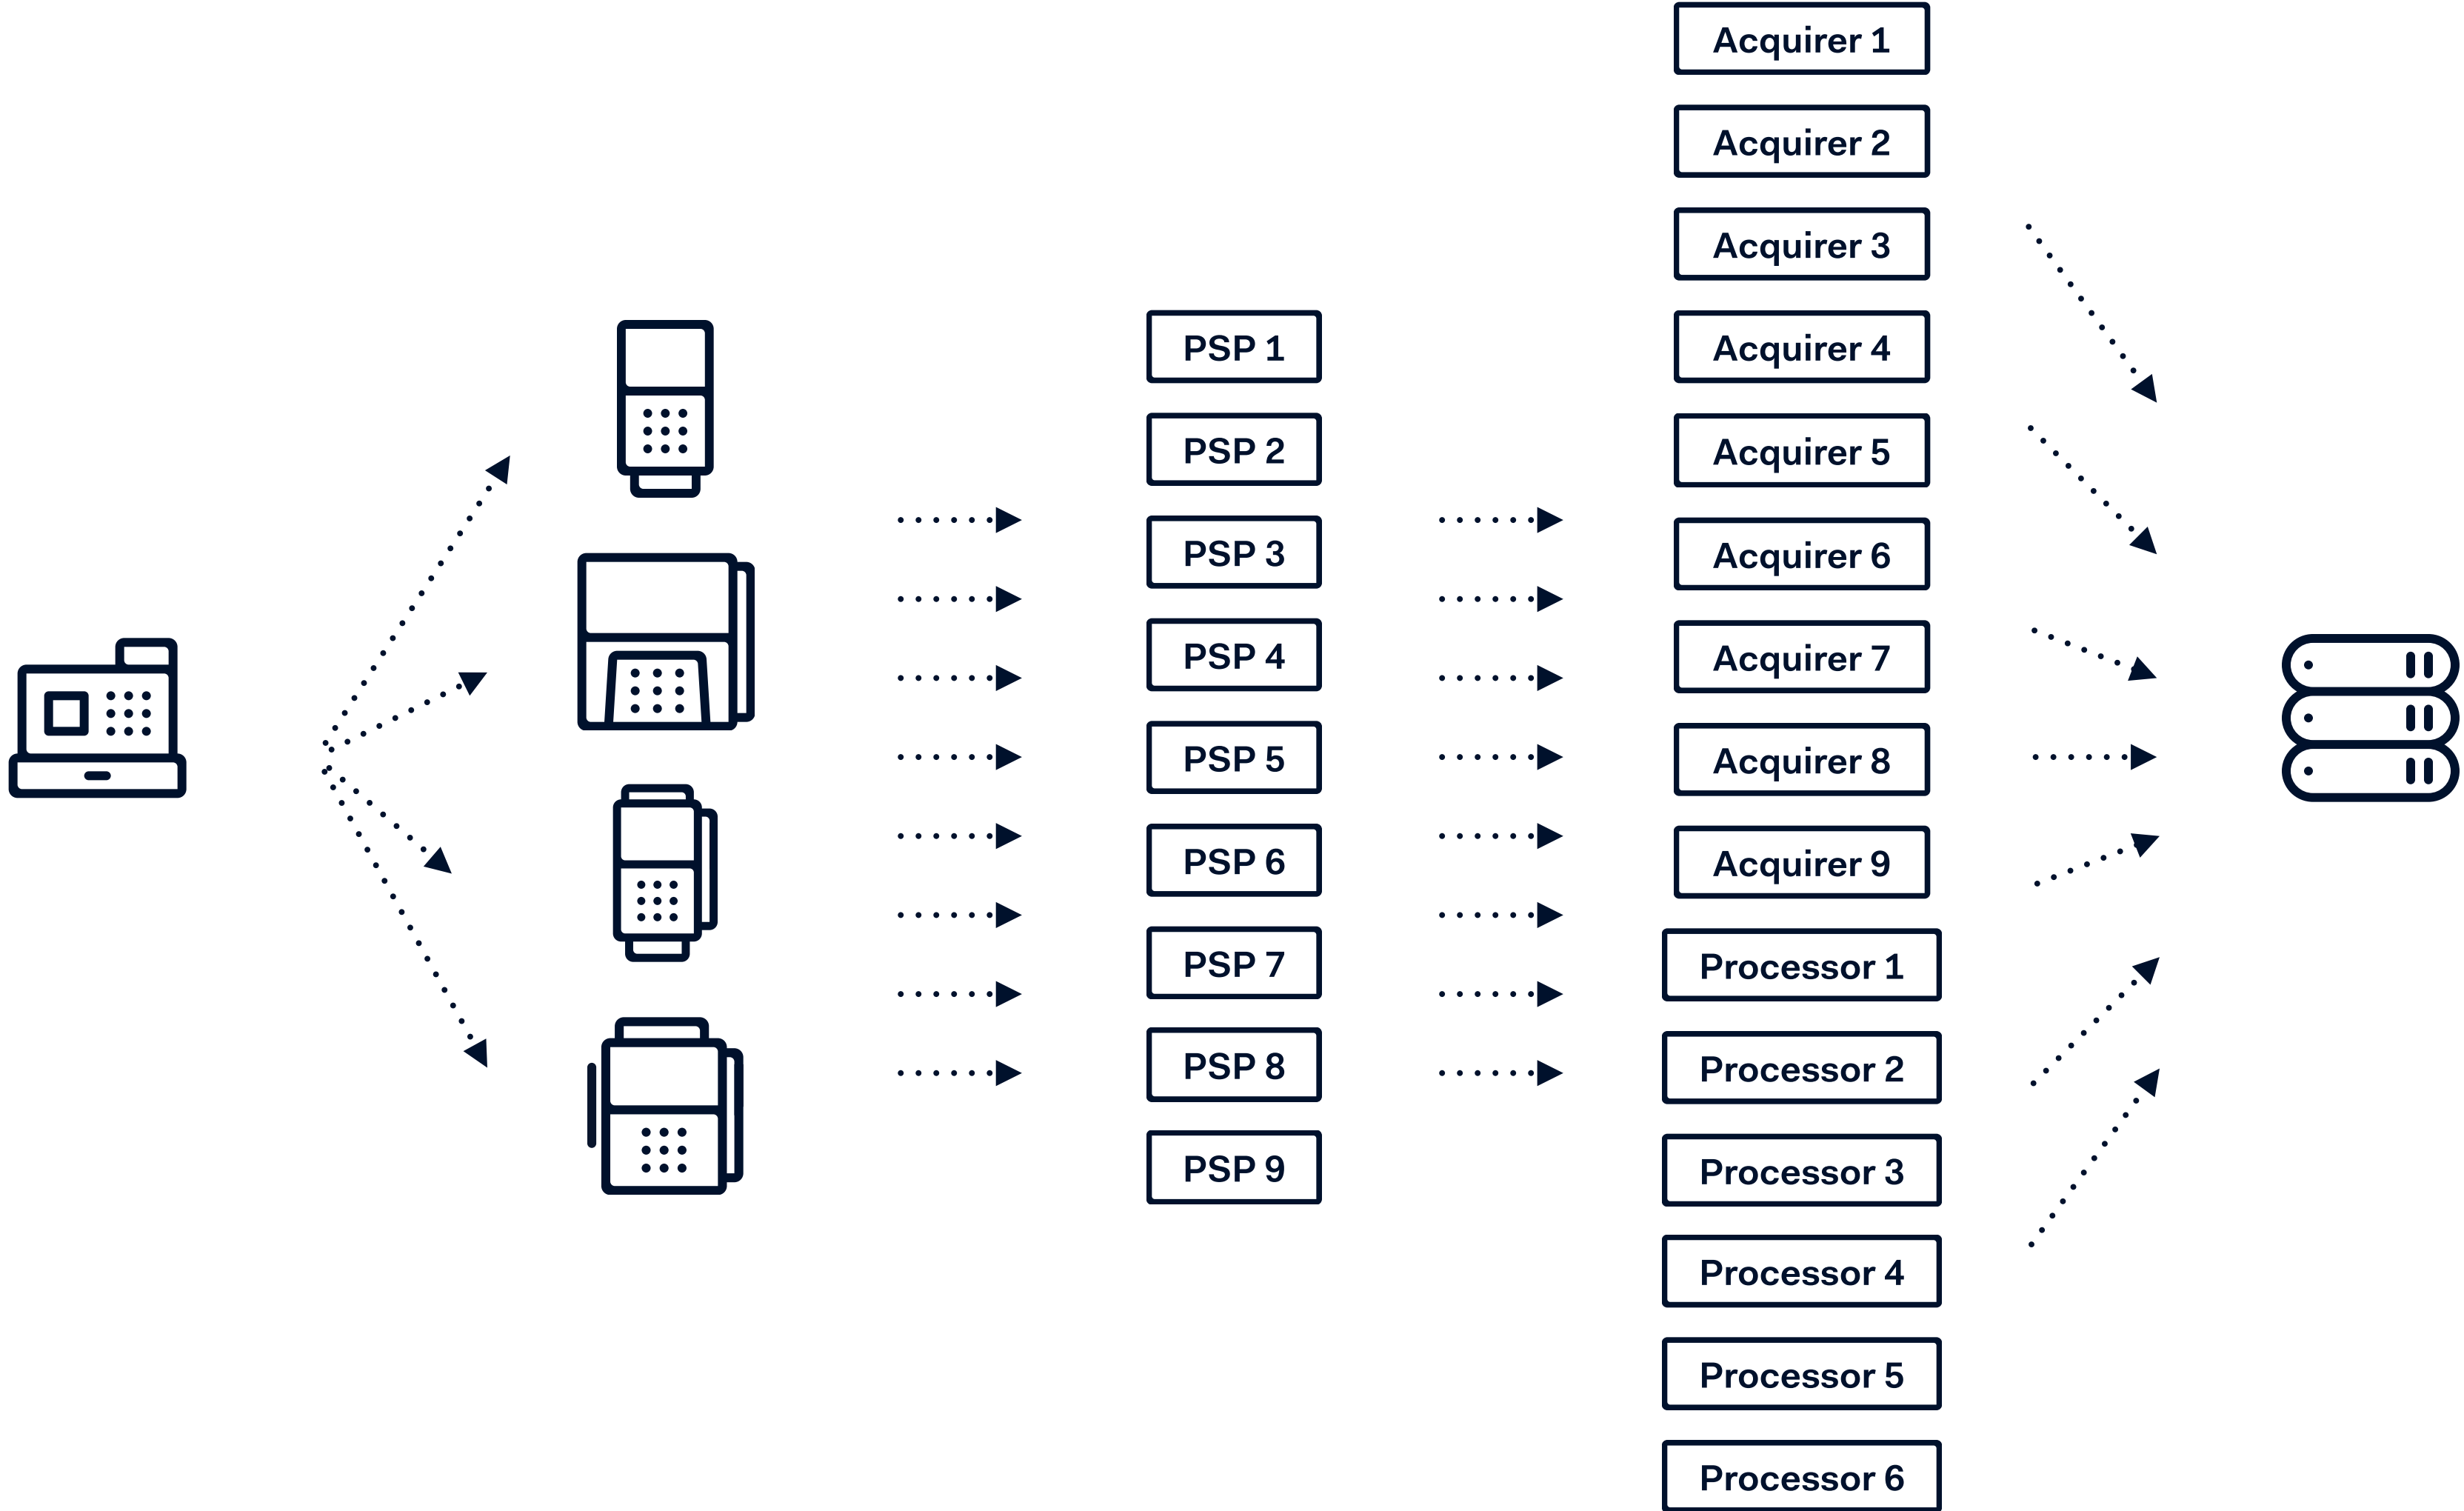 PSP 1
PSP 2
PSP 3
PSP 4
PSP 5
PSP 6
PSP 7
PSP 8
PSP 9
Acquirer 1
Acquirer 2
Acquirer 3
Acquirer 4
Acquirer 5
Acquirer 6
Acquirer 7
Acquirer 8
Acquirer 9
Processor 1
Processor 2
Processor 3
Processor 4
Processor 5
Processor 6